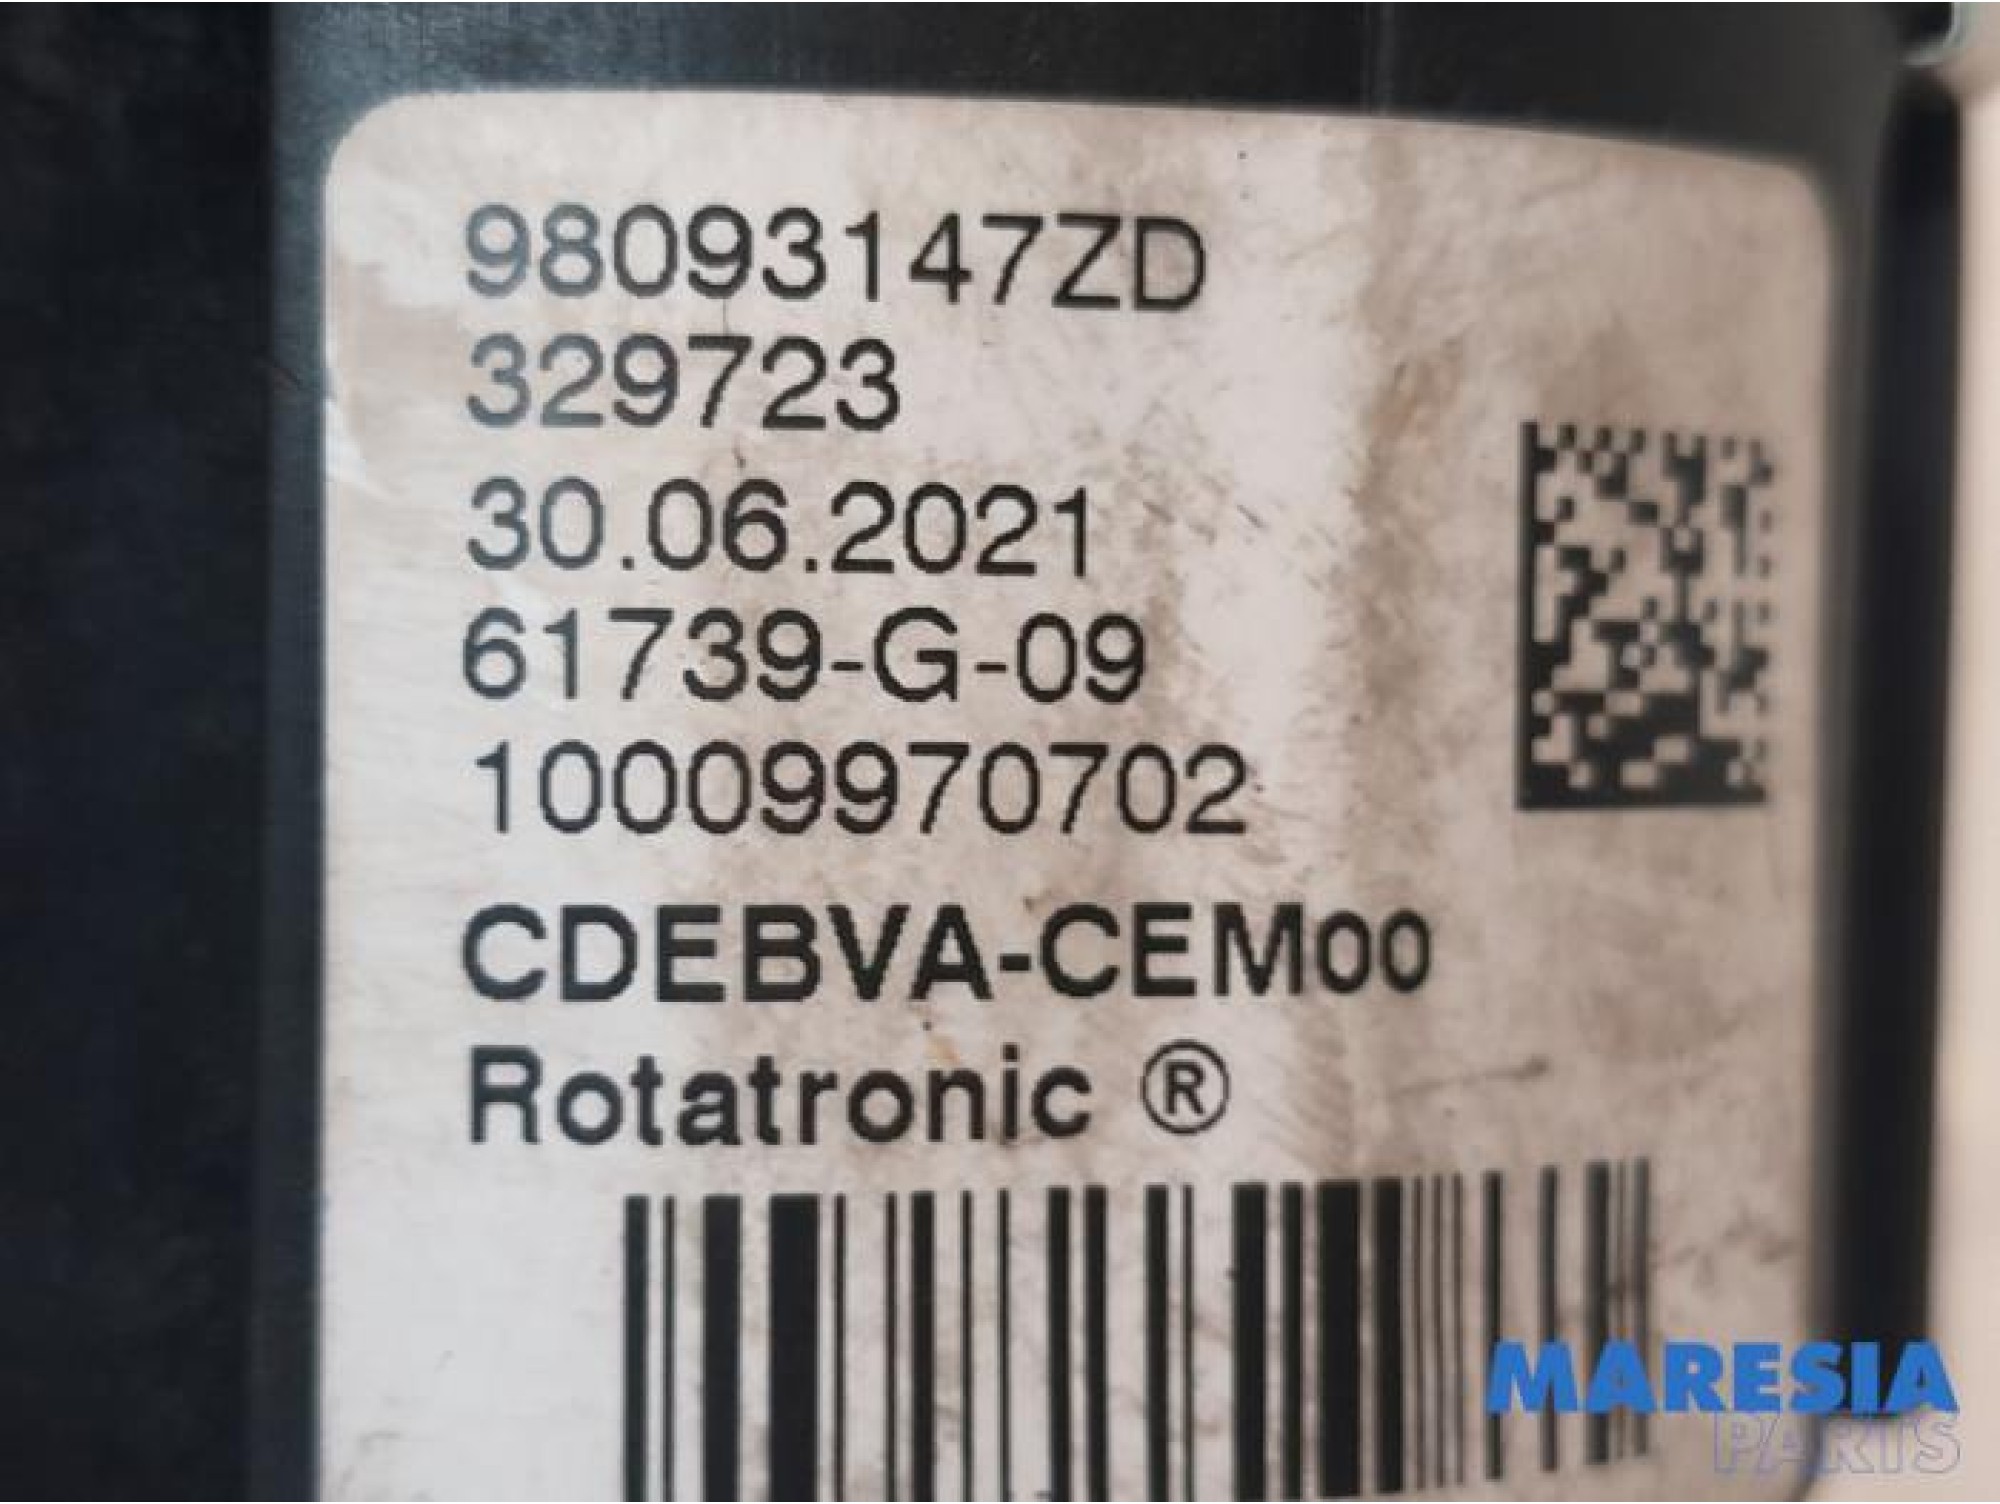 98093147ZD
329723
30.06.2021
61739-G-09
10009970702
CDEBVA-CEM00
Rotatronic ®
MARESIA
PARTS